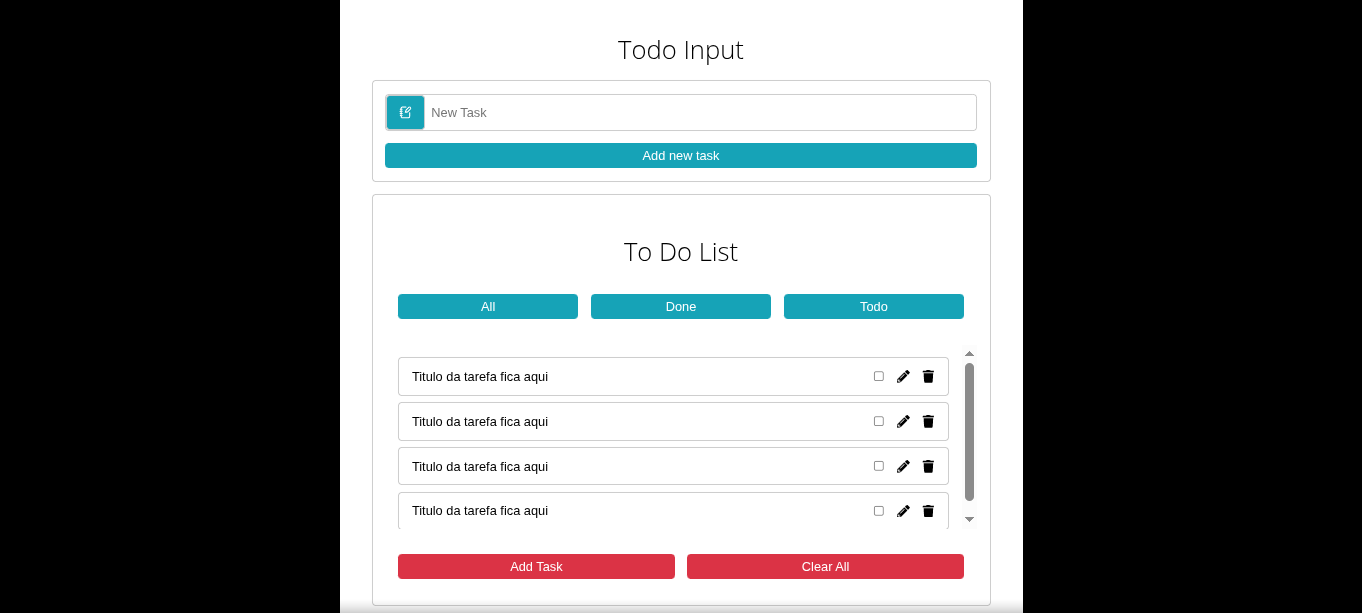 Todo Input
New Task
Add new task
To Do List
All Done Todo
Titulo da tarefa fica aqui
Titulo da tarefa fica aqui
Titulo da tarefa fica aqui
Titulo da tarefa fica aqui
Add Task Clear All